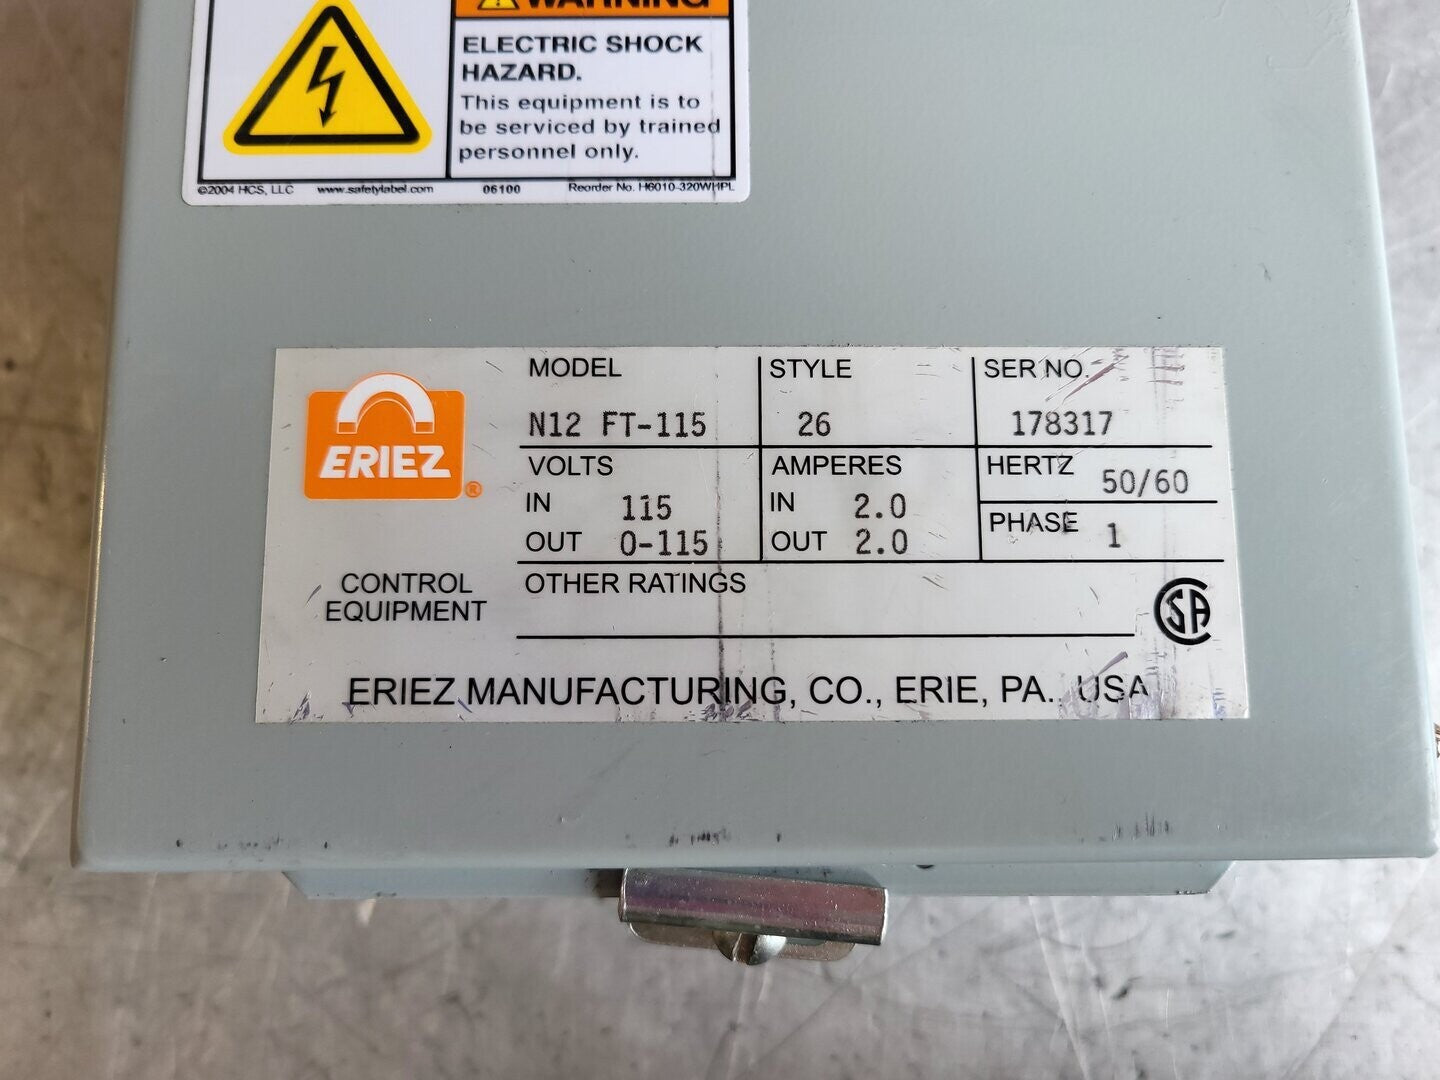 WARNING
ELECTRIC SHOCK
HAZARD.
This equipment is to
be serviced by trained
personnel only.
©2004 HCS, LLC www.safetylabel.com 06100 Reorder No. H6010-320WHPL
ERIEZ®
CONTROL
EQUIPMENT
MODEL STYLE SER NO.
N12 FT-115 26 178317
VOLTS AMPERES HERTZ 50/60
IN 115 IN 2.0
OUT 0-115 OUT 2.0 PHASE 1
OTHER RATINGS
CSA
ERIEZ MANUFACTURING, CO., ERIE, PA., USA